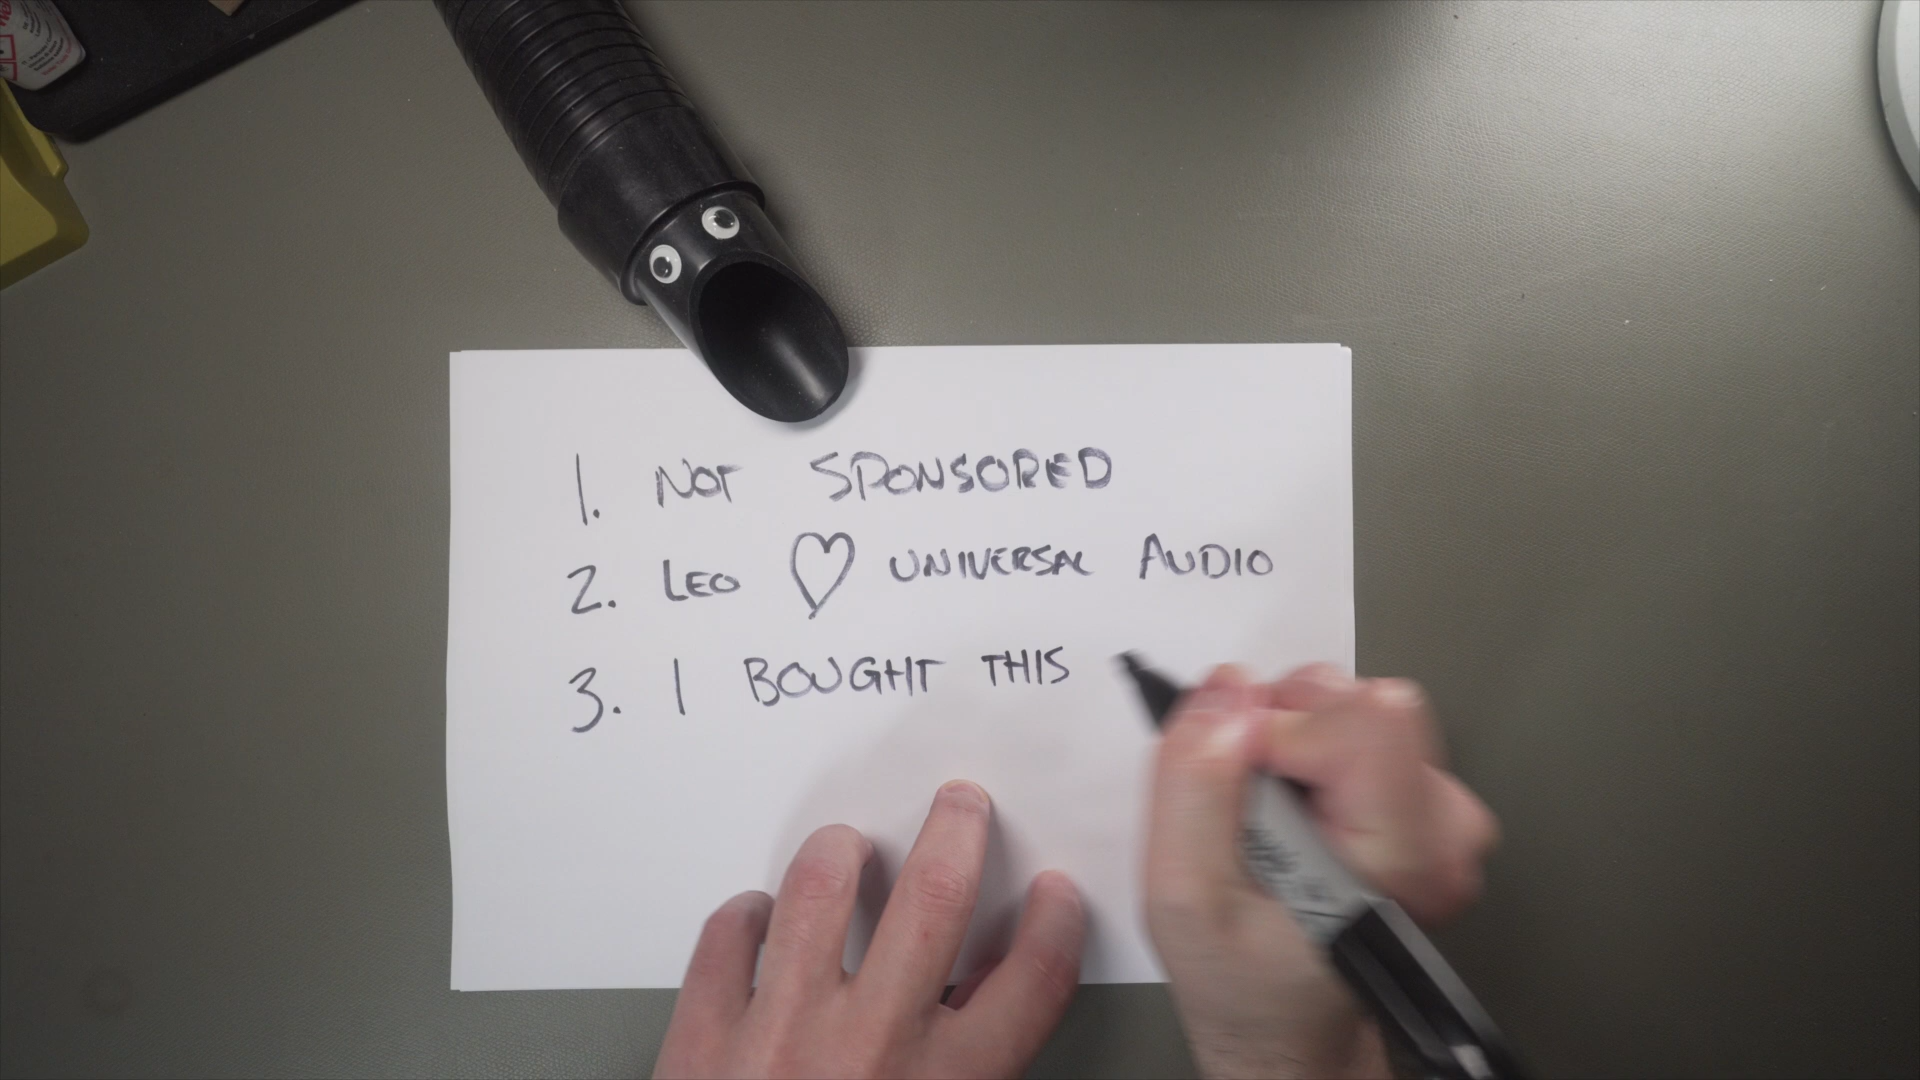 1. NOT SPONSORED
2. LEO ♡ UNIVERSAL AUDIO
3. I BOUGHT THIS